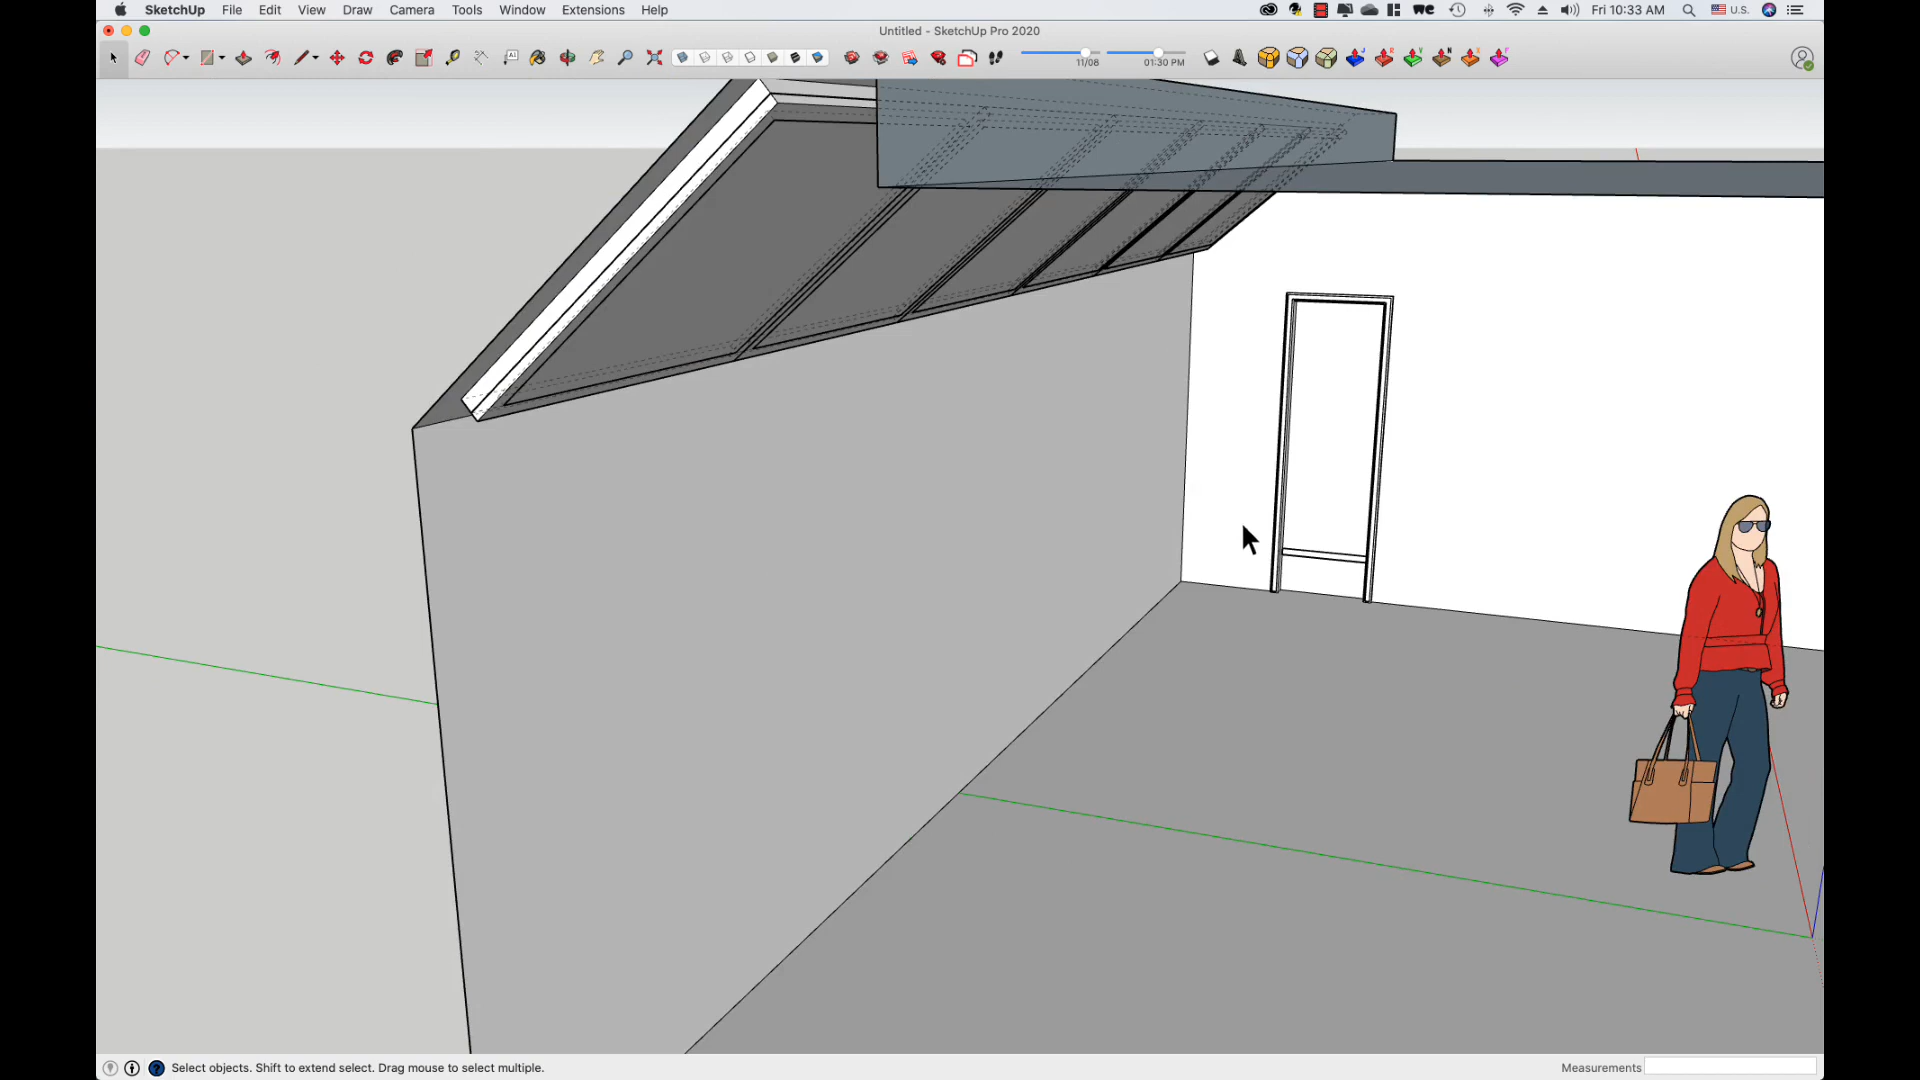 SketchUp File Edit View Draw Camera Tools Window Extensions Help U.S. Fri 10:33 AM
Untitled - SketchUp Pro 2020
11/08 01:30 PM
Select objects. Shift to extend select. Drag mouse to select multiple. Measurements